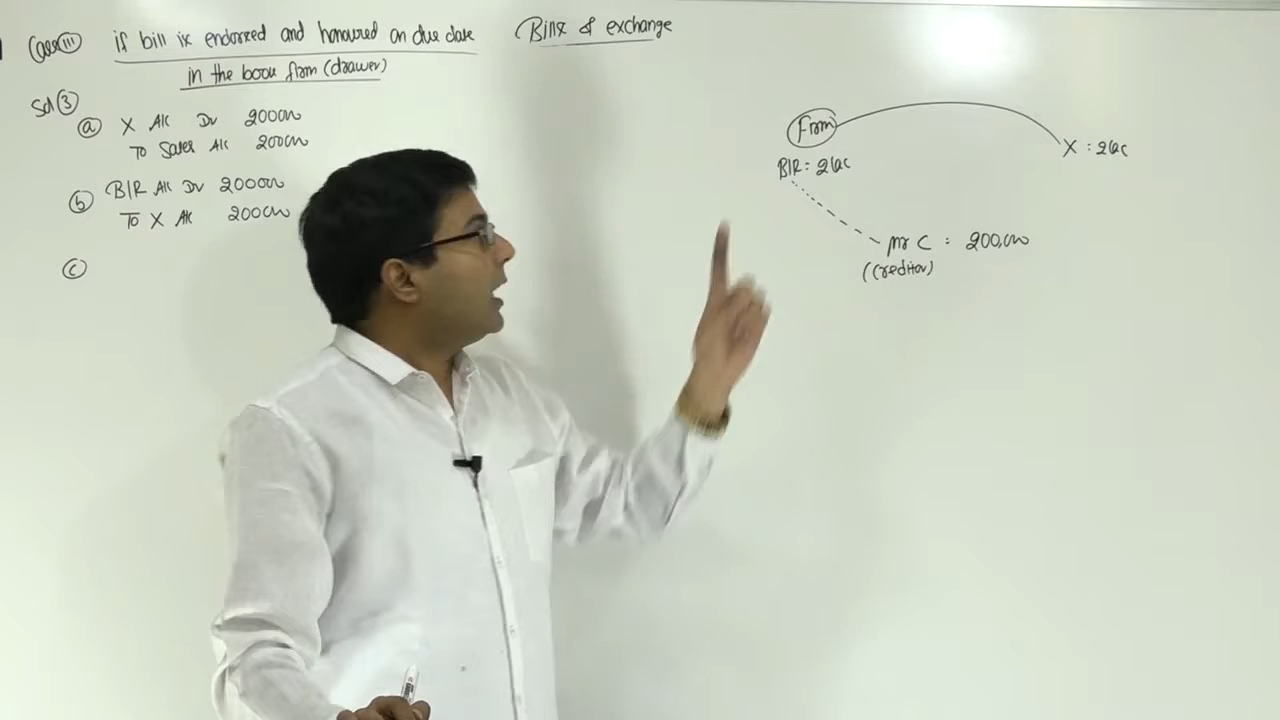 Case (iii) if bill is endorsed and honoured on due date
in the book firm (drawer)
Bills of exchange
Sol (3)
(a) X A/c Dr 200000
To Sales A/c 200000
(b) B/R A/c Dr 200000
To X A/c 200000
(c)
Firm
X : 2lac
B/R : 2lac
Mr C : 200,000
(Creditor)